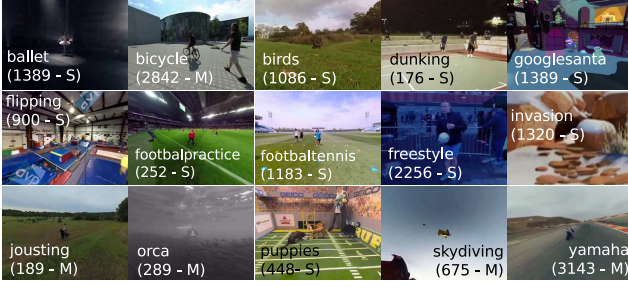 ballet
(1389 - S)
bicycle
(2842 - M)
birds
(1086 - S)
dunking
(176 - S)
googlesanta
(1389 - S)
flipping
(900 - S)
footbalpractice
(252 - S)
footbaltennis
(1183 - S)
freestyle
(2256 - S)
invasion
(1320 - S)
jousting
(189 - M)
orca
(289 - M)
GEICO
puppies
(448- S)
skydiving
(675 - M)
yamaha
(3143 - M)